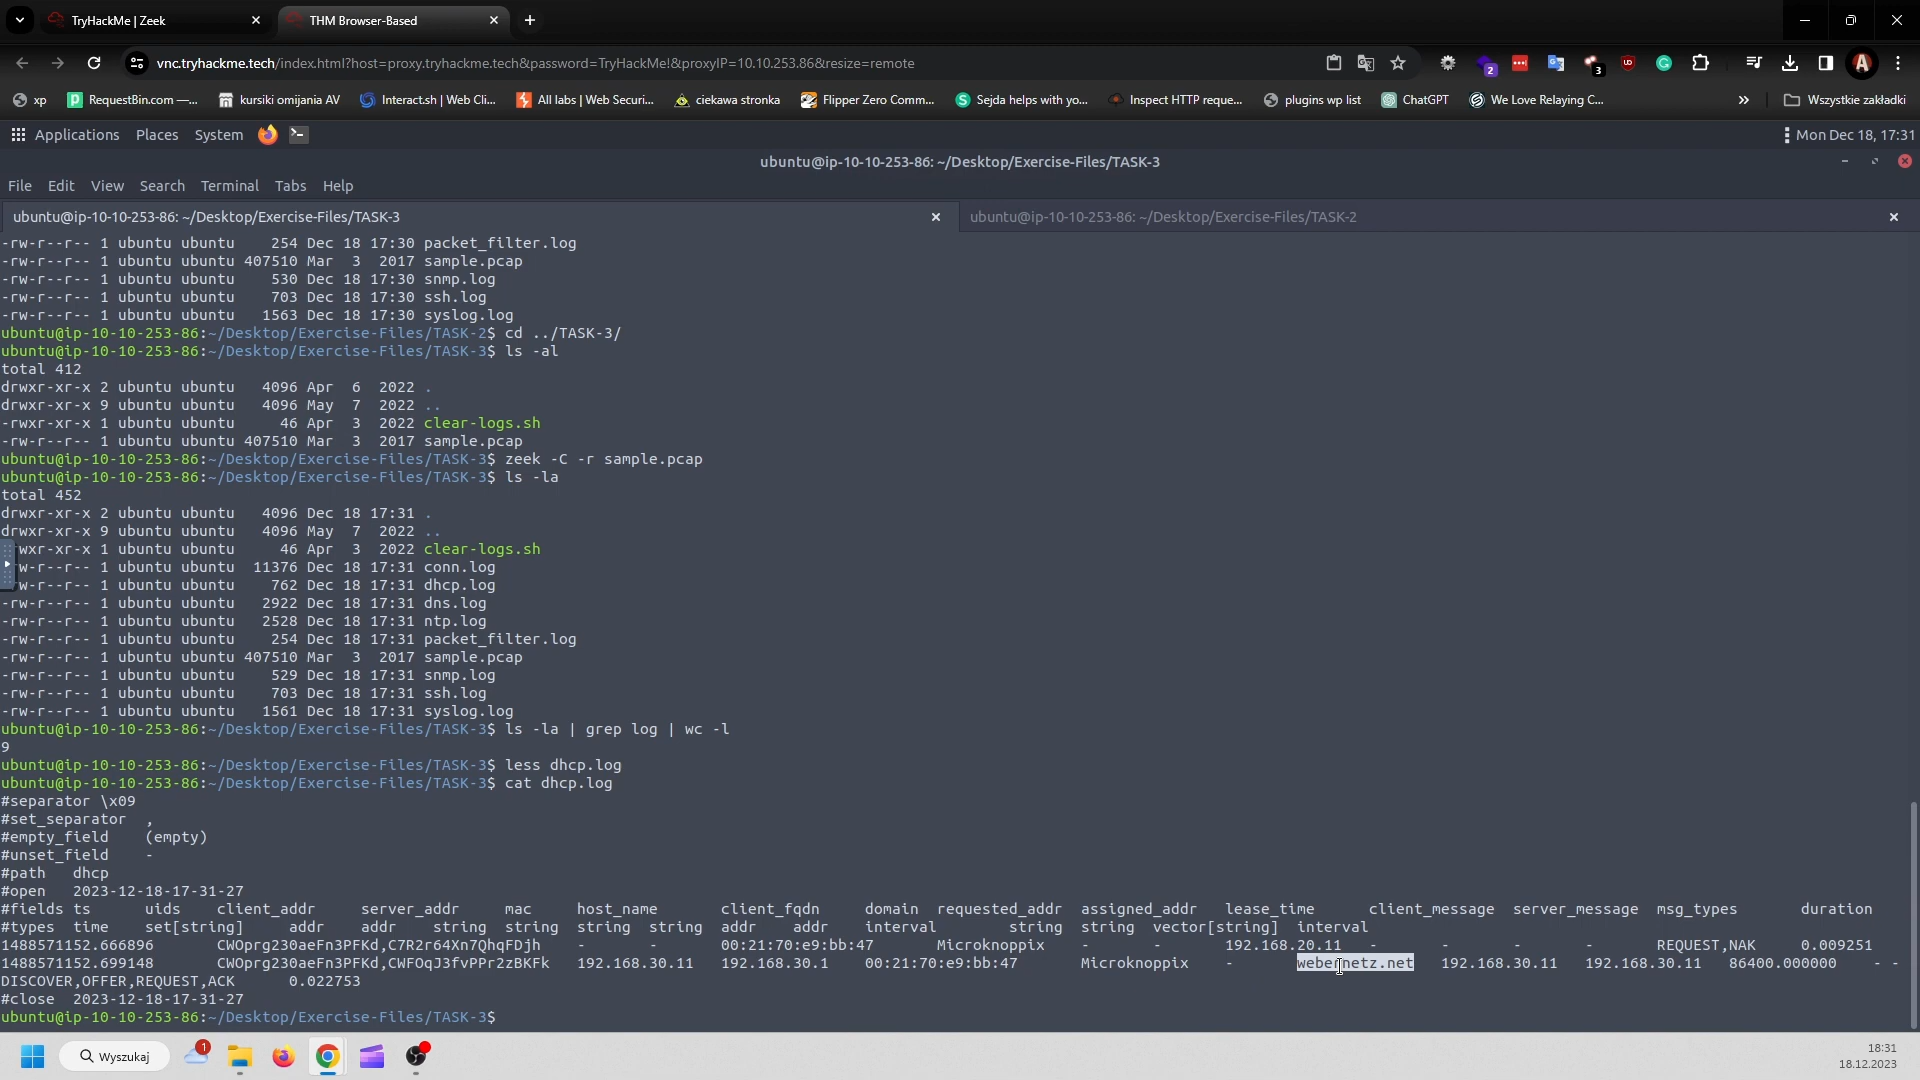 TryHackMe | Zeek
THM Browser-Based
vnc.tryhackme.tech/index.html?host=proxy.tryhackme.tech&password=TryHackMe!&proxyIP=10.10.253.86&resize=remote
2
3
A
xp
RequestBin.com —...
kursiki omijania AV
Interact.sh | Web Cli...
All labs | Web Securi...
ciekawa stronka
Flipper Zero Comm...
Sejda helps with yo...
Inspect HTTP reque...
plugins wp list
ChatGPT
We Love Relaying C...
Wszystkie zakładki
Applications Places System
Mon Dec 18, 17:31
ubuntu@ip-10-10-253-86: ~/Desktop/Exercise-Files/TASK-3
File Edit View Search Terminal Tabs Help
ubuntu@ip-10-10-253-86: ~/Desktop/Exercise-Files/TASK-3
ubuntu@ip-10-10-253-86: ~/Desktop/Exercise-Files/TASK-2
-rw-r--r-- 1 ubuntu ubuntu    254 Dec 18 17:30 packet_filter.log
-rw-r--r-- 1 ubuntu ubuntu 407510 Mar  3  2017 sample.pcap
-rw-r--r-- 1 ubuntu ubuntu    530 Dec 18 17:30 snmp.log
-rw-r--r-- 1 ubuntu ubuntu    703 Dec 18 17:30 ssh.log
-rw-r--r-- 1 ubuntu ubuntu   1563 Dec 18 17:30 syslog.log
ubuntu@ip-10-10-253-86:~/Desktop/Exercise-Files/TASK-2$ cd ../TASK-3/
ubuntu@ip-10-10-253-86:~/Desktop/Exercise-Files/TASK-3$ ls -al
total 412
drwxr-xr-x 2 ubuntu ubuntu   4096 Apr  6  2022 .
drwxr-xr-x 9 ubuntu ubuntu   4096 May  7  2022 ..
-rwxr-xr-x 1 ubuntu ubuntu     46 Apr  3  2022 clear-logs.sh
-rw-r--r-- 1 ubuntu ubuntu 407510 Mar  3  2017 sample.pcap
ubuntu@ip-10-10-253-86:~/Desktop/Exercise-Files/TASK-3$ zeek -C -r sample.pcap
ubuntu@ip-10-10-253-86:~/Desktop/Exercise-Files/TASK-3$ ls -la
total 452
drwxr-xr-x 2 ubuntu ubuntu   4096 Dec 18 17:31 .
drwxr-xr-x 9 ubuntu ubuntu   4096 May  7  2022 ..
wxr-xr-x 1 ubuntu ubuntu     46 Apr  3  2022 clear-logs.sh
w-r--r-- 1 ubuntu ubuntu  11376 Dec 18 17:31 conn.log
w-r--r-- 1 ubuntu ubuntu    762 Dec 18 17:31 dhcp.log
-rw-r--r-- 1 ubuntu ubuntu   2922 Dec 18 17:31 dns.log
-rw-r--r-- 1 ubuntu ubuntu   2528 Dec 18 17:31 ntp.log
-rw-r--r-- 1 ubuntu ubuntu    254 Dec 18 17:31 packet_filter.log
-rw-r--r-- 1 ubuntu ubuntu 407510 Mar  3  2017 sample.pcap
-rw-r--r-- 1 ubuntu ubuntu    529 Dec 18 17:31 snmp.log
-rw-r--r-- 1 ubuntu ubuntu    703 Dec 18 17:31 ssh.log
-rw-r--r-- 1 ubuntu ubuntu   1561 Dec 18 17:31 syslog.log
ubuntu@ip-10-10-253-86:~/Desktop/Exercise-Files/TASK-3$ ls -la | grep log | wc -l
9
ubuntu@ip-10-10-253-86:~/Desktop/Exercise-Files/TASK-3$ less dhcp.log
ubuntu@ip-10-10-253-86:~/Desktop/Exercise-Files/TASK-3$ cat dhcp.log
#separator \x09
#set_separator  ,
#empty_field    (empty)
#unset_field    -
#path   dhcp
#open   2023-12-18-17-31-27
#fields ts      uids    client_addr     server_addr     mac     host_name       client_fqdn     domain  requested_addr  assigned_addr   lease_time      client_message  server_message  msg_types       duration
#types  time    set[string]     addr    addr    string  string  string  string  addr    addr    interval        string  string  vector[string]  interval
1488571152.666896       CWOprg230aeFn3PFKd,C7R2r64Xn7QhqFDjh    -       -       00:21:70:e9:bb:47       Microknoppix    -       -       192.168.20.11   -       -       -       -       REQUEST,NAK     0.009251
1488571152.699148       CWOprg230aeFn3PFKd,CWFOqJ3fvPPr2zBKFk   192.168.30.11   192.168.30.1    00:21:70:e9:bb:47       Microknoppix    -       webernetz.net   192.168.30.11   192.168.30.11   86400.000000    - -
DISCOVER,OFFER,REQUEST,ACK      0.022753
#close  2023-12-18-17-31-27
ubuntu@ip-10-10-253-86:~/Desktop/Exercise-Files/TASK-3$
Wyszukaj
1
18:31
18.12.2023